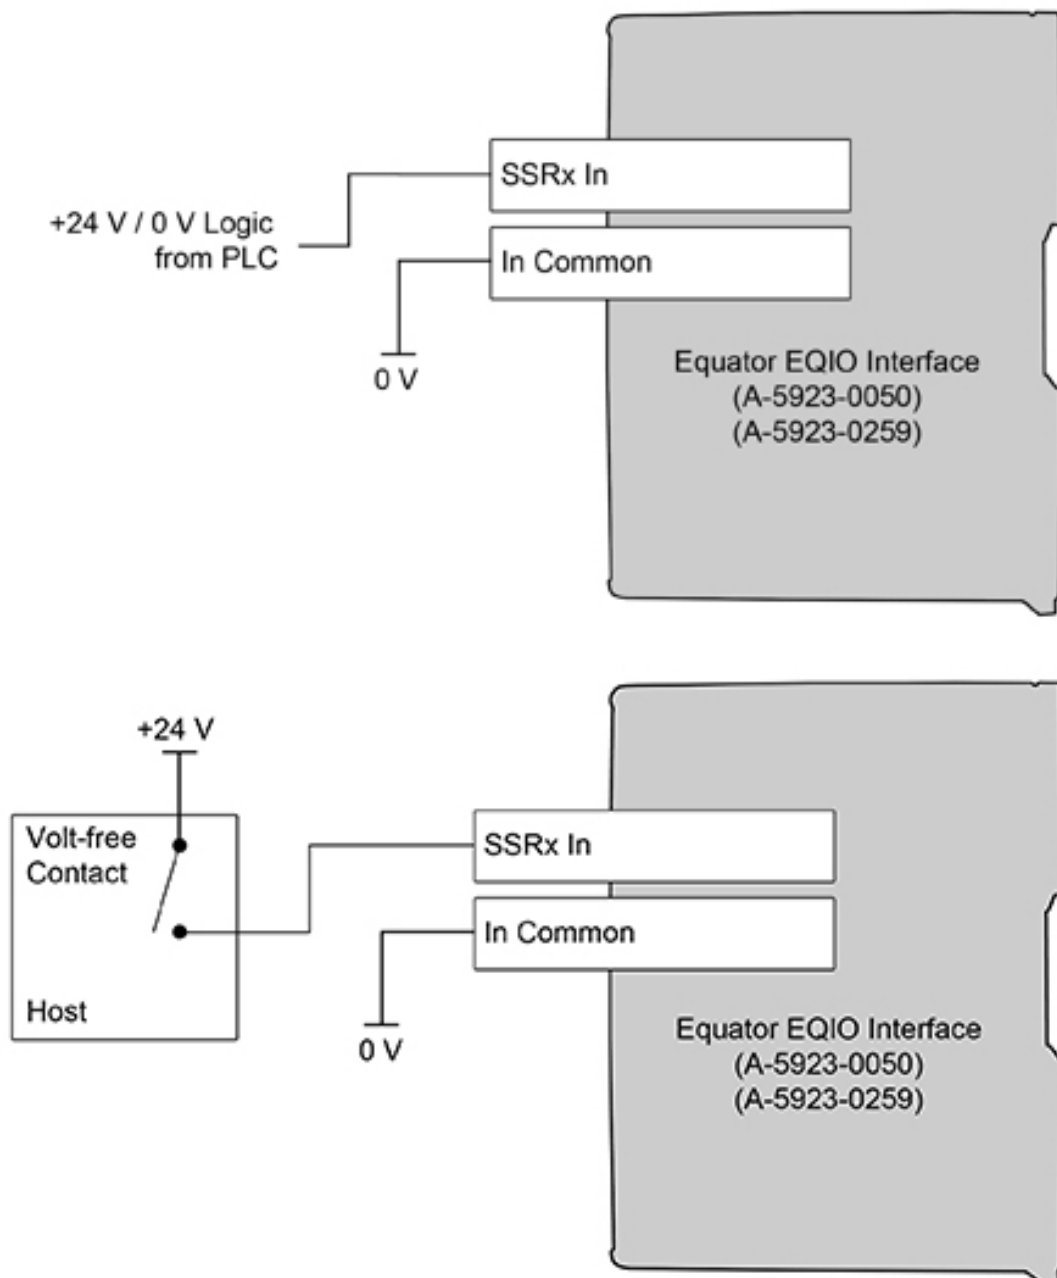 SSRx In
+24 V / 0 V Logic
from PLC
In Common
0 V
Equator EQIO Interface
(A-5923-0050)
(A-5923-0259)
+24 V
Volt-free
Contact
SSRx In
In Common
Host
0 V
Equator EQIO Interface
(A-5923-0050)
(A-5923-0259)